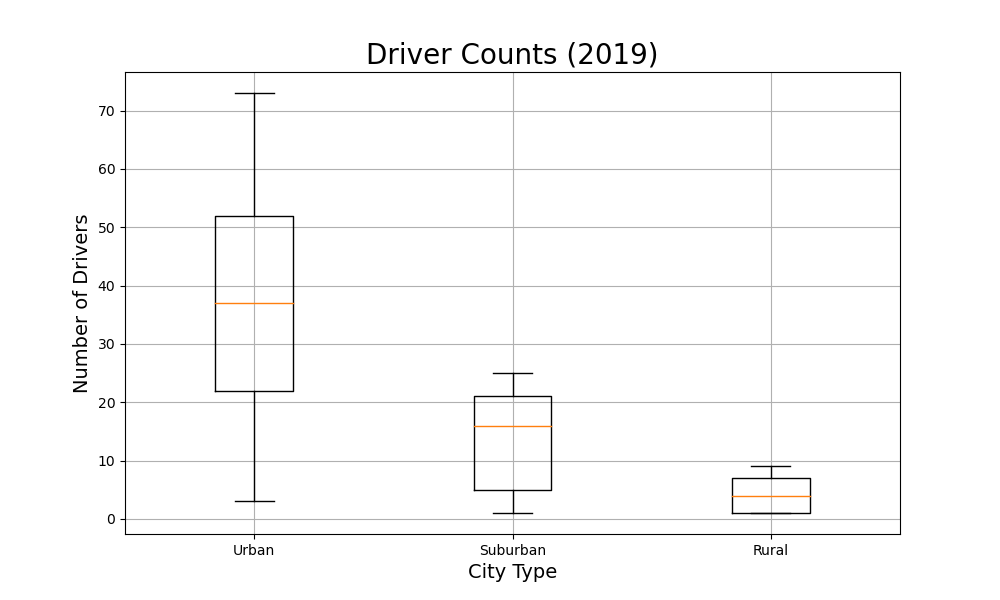 Driver Counts (2019)
Number of Drivers
70
60
50
40
30
20
10
0
Urban
Suburban
Rural
City Type